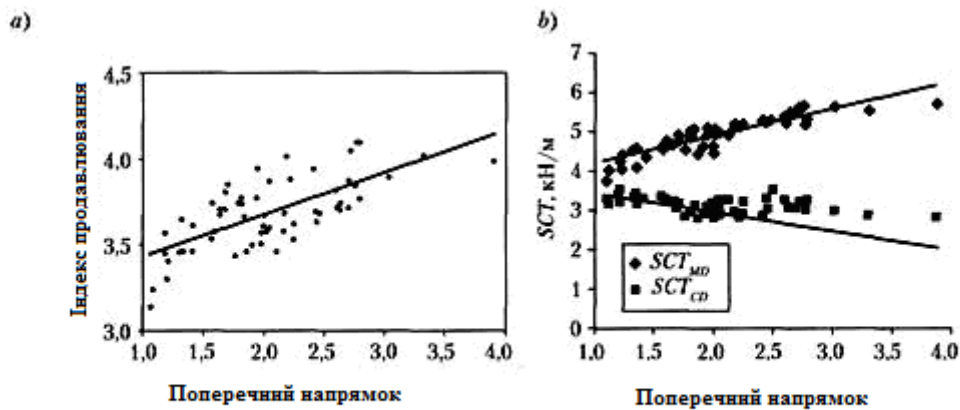 a)
Індекс продавлювання
4,5
4,0
3,5
3,0
1,0 1,5 2,0 2,5 3,0 3,5 4,0
Поперечний напрямок
b)
SCT, кН/м
7
6
5
4
3
2
1
0
SCT_MD
SCT_CD
1,0 1,5 2,0 2,5 3,0 3,5 4,0
Поперечний напрямок